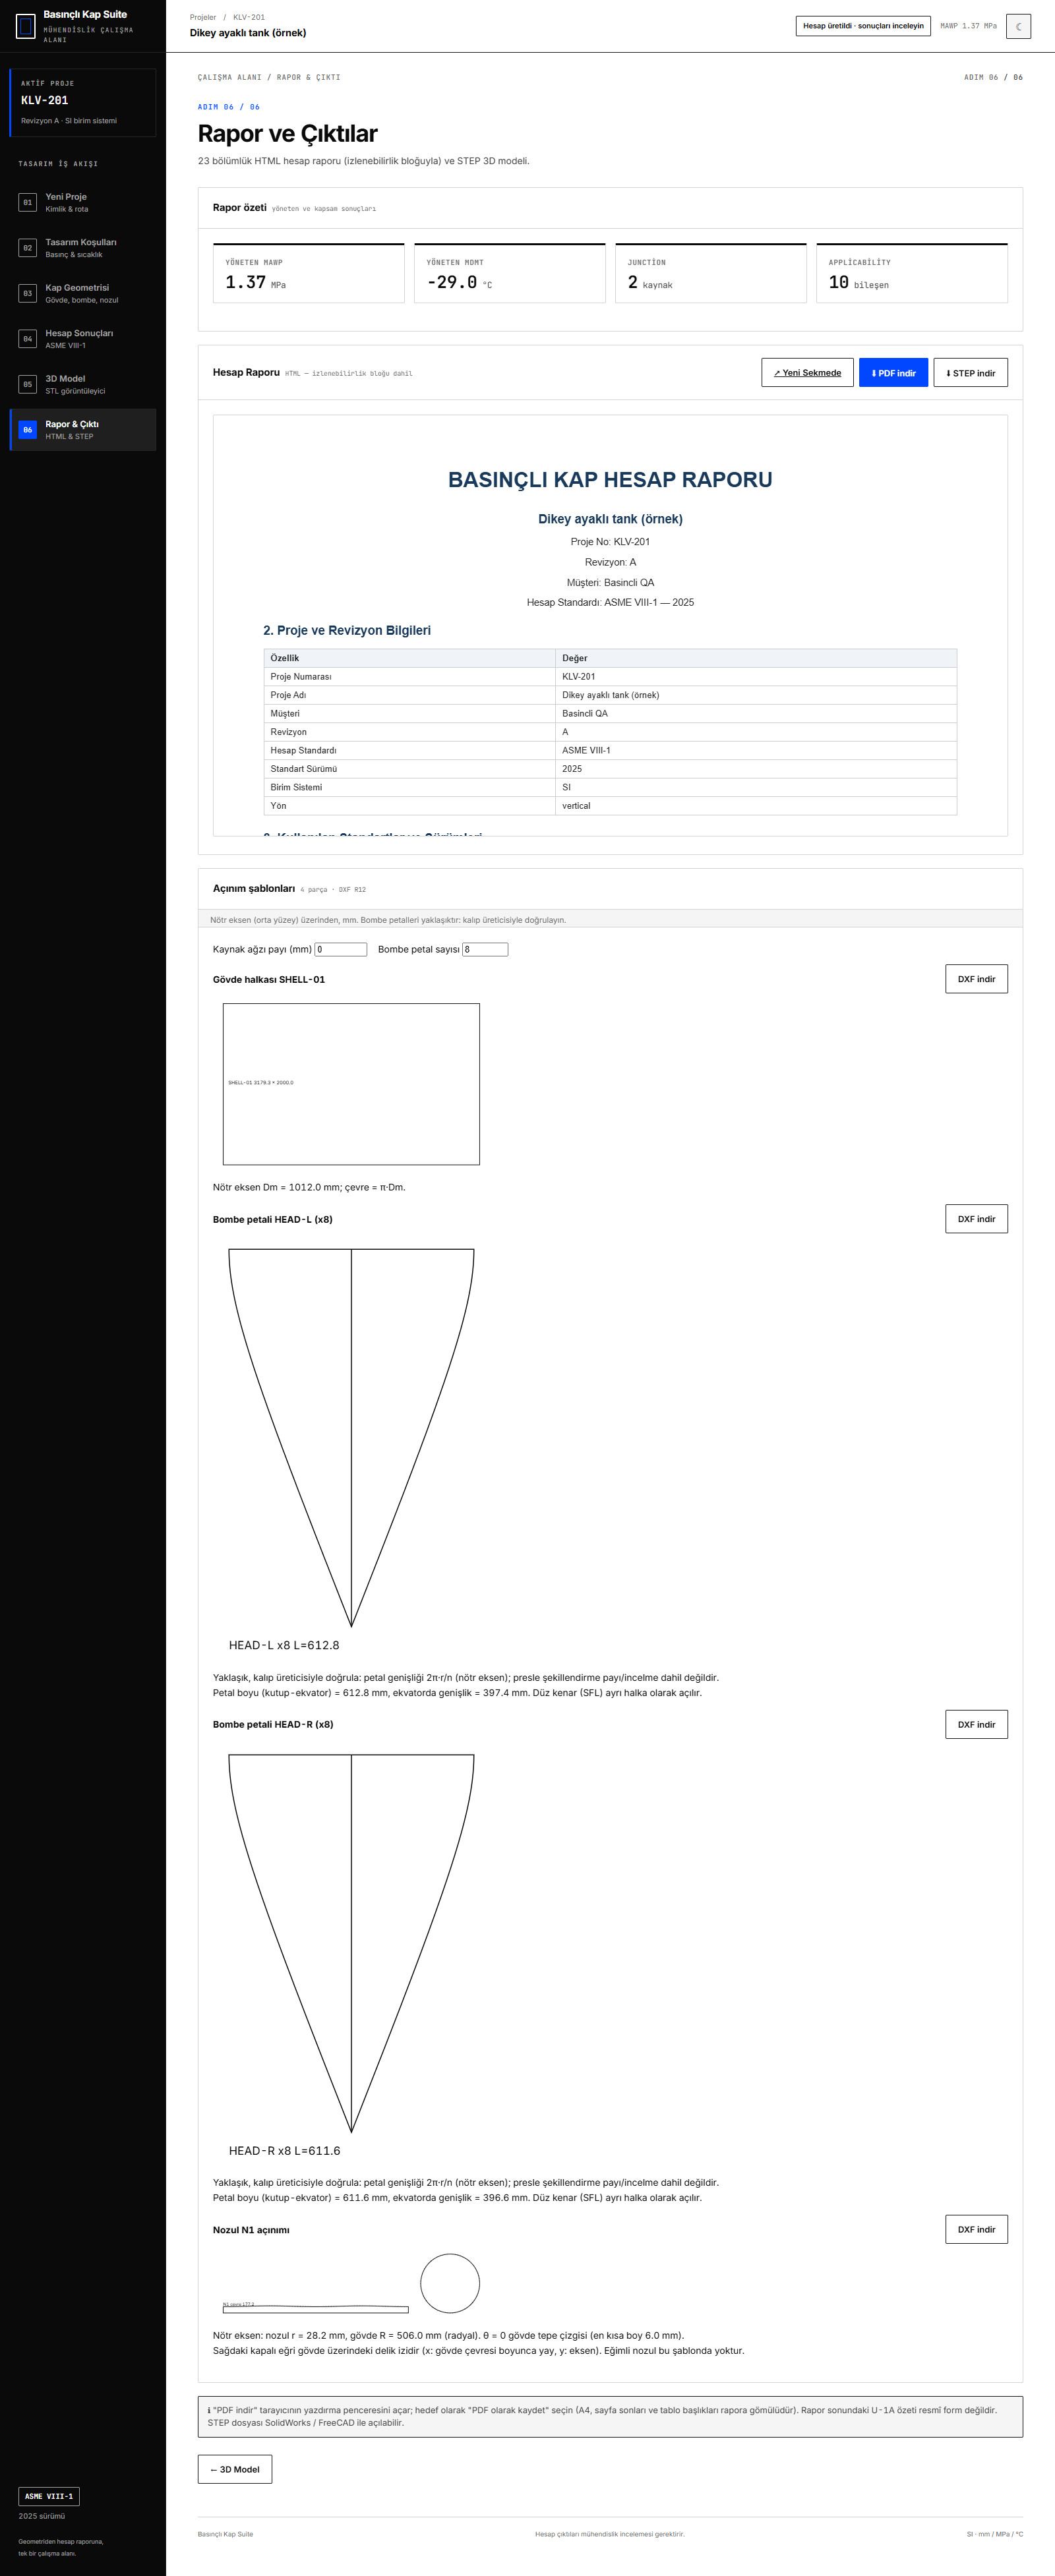 Basınçlı Kap Suite
MÜHENDİSLİK ÇALIŞMA
ALANI
AKTİF PROJE
KLV-201
Revizyon A · SI birim sistemi
TASARIM İŞ AKIŞI
01
Yeni Proje
Kimlik & rota
02
Tasarım Koşulları
Basınç & sıcaklık
03
Kap Geometrisi
Gövde, bombe, nozul
04
Hesap Sonuçları
ASME VIII-1
05
3D Model
STL görüntüleyici
06
Rapor & Çıktı
HTML & STEP
ASME VIII-1
2025 sürümü
Geometriden hesap raporuna,
tek bir çalışma alanı.
Projeler / KLV-201
Dikey ayaklı tank (örnek)
Hesap üretildi · sonuçları inceleyin
MAWP 1.37 MPa
ÇALIŞMA ALANI / RAPOR & ÇIKTI
ADIM 06 / 06
ADIM 06 / 06
Rapor ve Çıktılar
23 bölümlük HTML hesap raporu (izlenebilirlik bloğuyla) ve STEP 3D modeli.
Rapor özeti yöneten ve kapsam sonuçları
YÖNETEN MAWP
1.37 MPa
YÖNETEN MDMT
-29.0 °C
JUNCTİON
2 kaynak
APPLİCABİLİTY
10 bileşen
Hesap Raporu HTML — izlenebilirlik bloğu dahil
↗ Yeni Sekmede
⬇ PDF indir
⬇ STEP indir
BASINÇLI KAP HESAP RAPORU
Dikey ayaklı tank (örnek)
Proje No: KLV-201
Revizyon: A
Müşteri: Basincli QA
Hesap Standardı: ASME VIII-1 — 2025
2. Proje ve Revizyon Bilgileri
Özellik Değer
Proje Numarası KLV-201
Proje Adı Dikey ayaklı tank (örnek)
Müşteri Basincli QA
Revizyon A
Hesap Standardı ASME VIII-1
Standart Sürümü 2025
Birim Sistemi SI
Yön vertical
3. Kullanılan Standartlar ve Sürümleri
Açınım şablonları 4 parça · DXF R12
Nötr eksen (orta yüzey) üzerinden, mm. Bombe petalleri yaklaşıktır: kalıp üreticisiyle doğrulayın.
Kaynak ağzı payı (mm) 0 Bombe petal sayısı 8
Gövde halkası SHELL-01
DXF indir
SHELL-01 3179.3 × 2000.0
Nötr eksen Dm = 1012.0 mm; çevre = π·Dm.
Bombe petali HEAD-L (x8)
DXF indir
HEAD-L x8 L=612.8
Yaklaşık, kalıp üreticisiyle doğrula: petal genişliği 2π·r/n (nötr eksen); presle şekillendirme payı/incelme dahil değildir.
Petal boyu (kutup-ekvator) = 612.8 mm, ekvatorda genişlik = 397.4 mm. Düz kenar (SFL) ayrı halka olarak açılır.
Bombe petali HEAD-R (x8)
DXF indir
HEAD-R x8 L=611.6
Yaklaşık, kalıp üreticisiyle doğrula: petal genişliği 2π·r/n (nötr eksen); presle şekillendirme payı/incelme dahil değildir.
Petal boyu (kutup-ekvator) = 611.6 mm, ekvatorda genişlik = 396.6 mm. Düz kenar (SFL) ayrı halka olarak açılır.
Nozul N1 açınımı
DXF indir
N1 çevre 177.2
Nötr eksen: nozul r = 28.2 mm, gövde R = 506.0 mm (radyal). θ = 0 gövde tepe çizgisi (en kısa boy 6.0 mm).
Sağdaki kapalı eğri gövde üzerindeki delik izidir (x: gövde çevresi boyunca yay, y: eksen). Eğimli nozul bu şablonda yoktur.
ℹ "PDF indir" tarayıcının yazdırma penceresini açar; hedef olarak "PDF olarak kaydet" seçin (A4, sayfa sonları ve tablo başlıkları rapora gömülüdür). Rapor sonundaki U-1A özeti resmî form değildir.
STEP dosyası SolidWorks / FreeCAD ile açılabilir.
← 3D Model
Basınçlı Kap Suite
Hesap çıktıları mühendislik incelemesi gerektirir.
SI · mm / MPa / °C